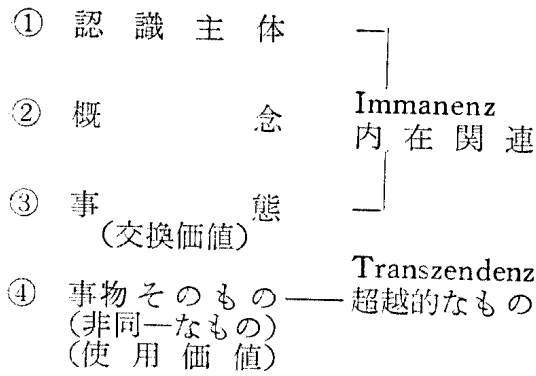 ① 認識主体
② 概念
Immanenz
内在関連
③ 事態
(交換価値)
Transzendenz
④ 事物そのもの——超越的なもの
(非同一なもの)
(使用価値)